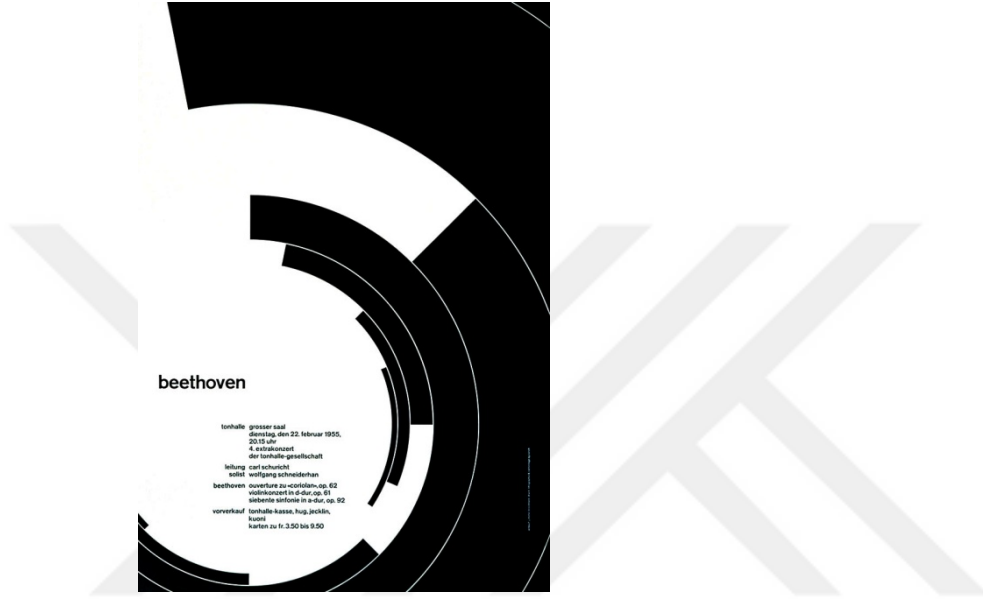 beethoven
tonhalle grosser saal
dienstag, den 22. februar 1955,
20.15 uhr
4. extrakonzert
der tonhalle-gesellschaft
leitung carl schuricht
solist wolfgang schneiderhan
beethoven ouverture zu «coriolan», op. 62
violinkonzert in d-dur, op. 61
siebente sinfonie in a-dur, op. 92
vorverkauf tonhalle-kasse, hug, jecklin,
kuoni
karten zu fr. 3.50 bis 9.50